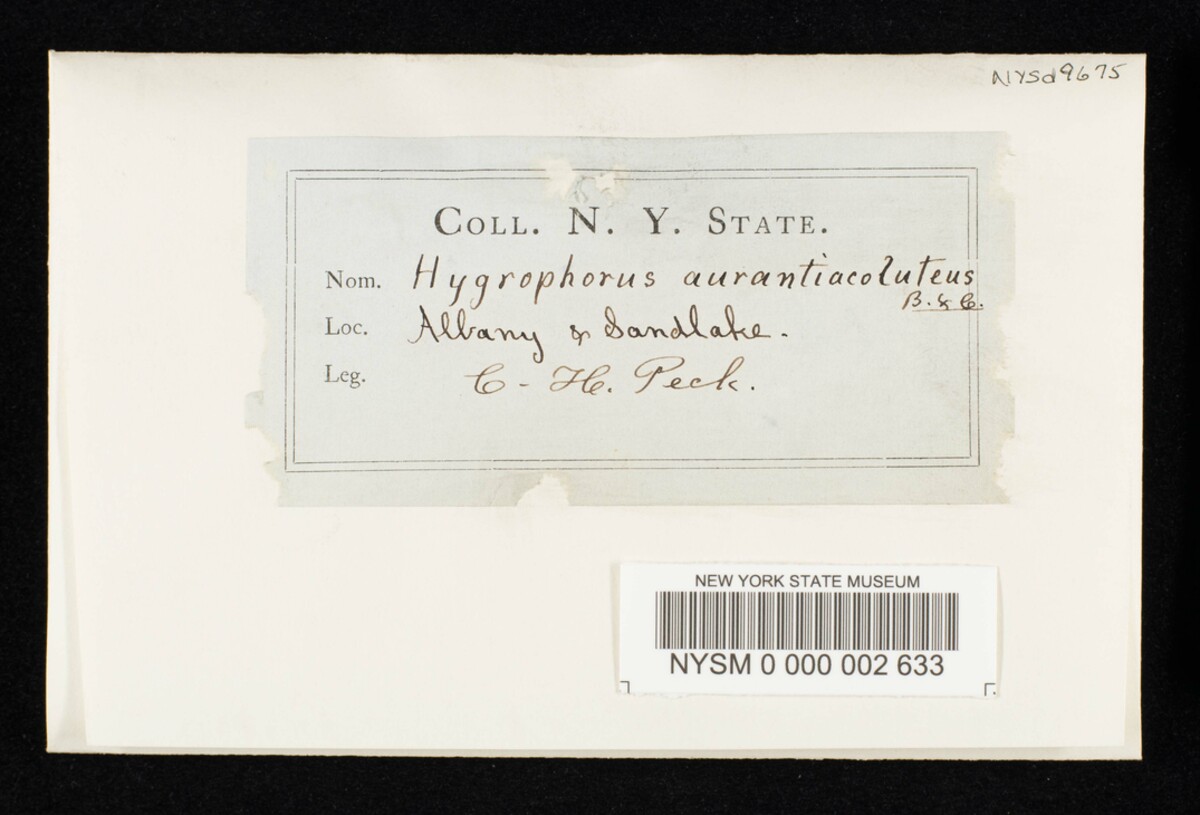 NYSd9675
COLL. N. Y. STATE.
Nom. Hygrophorus aurantiacoluteus
B. & C.
Loc. Albany & Sandlake.
Leg. C - H. Peck.
NEW YORK STATE MUSEUM
NYSM 0 000 002 633